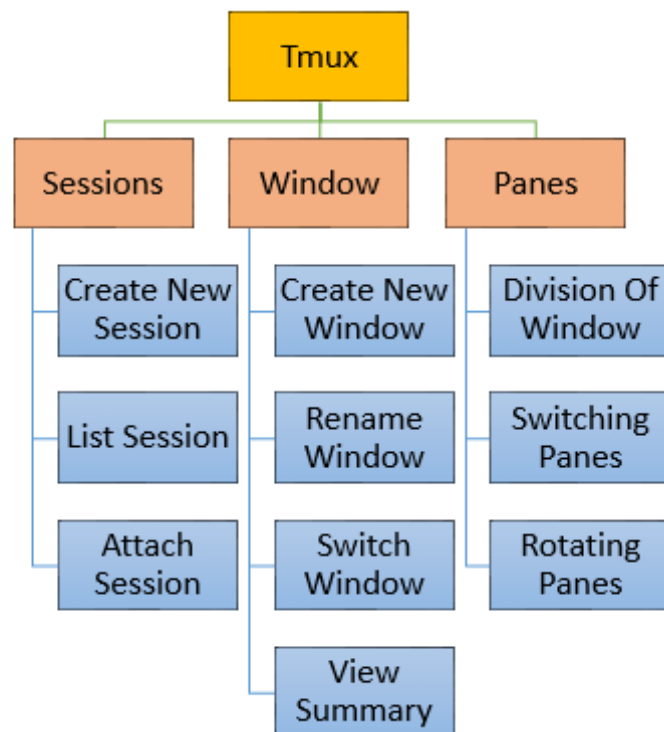 Tmux
Sessions
Window
Panes
Create New
Session
Create New
Window
Division Of
Window
List Session
Rename
Window
Switching
Panes
Attach
Session
Switch
Window
Rotating
Panes
View
Summary